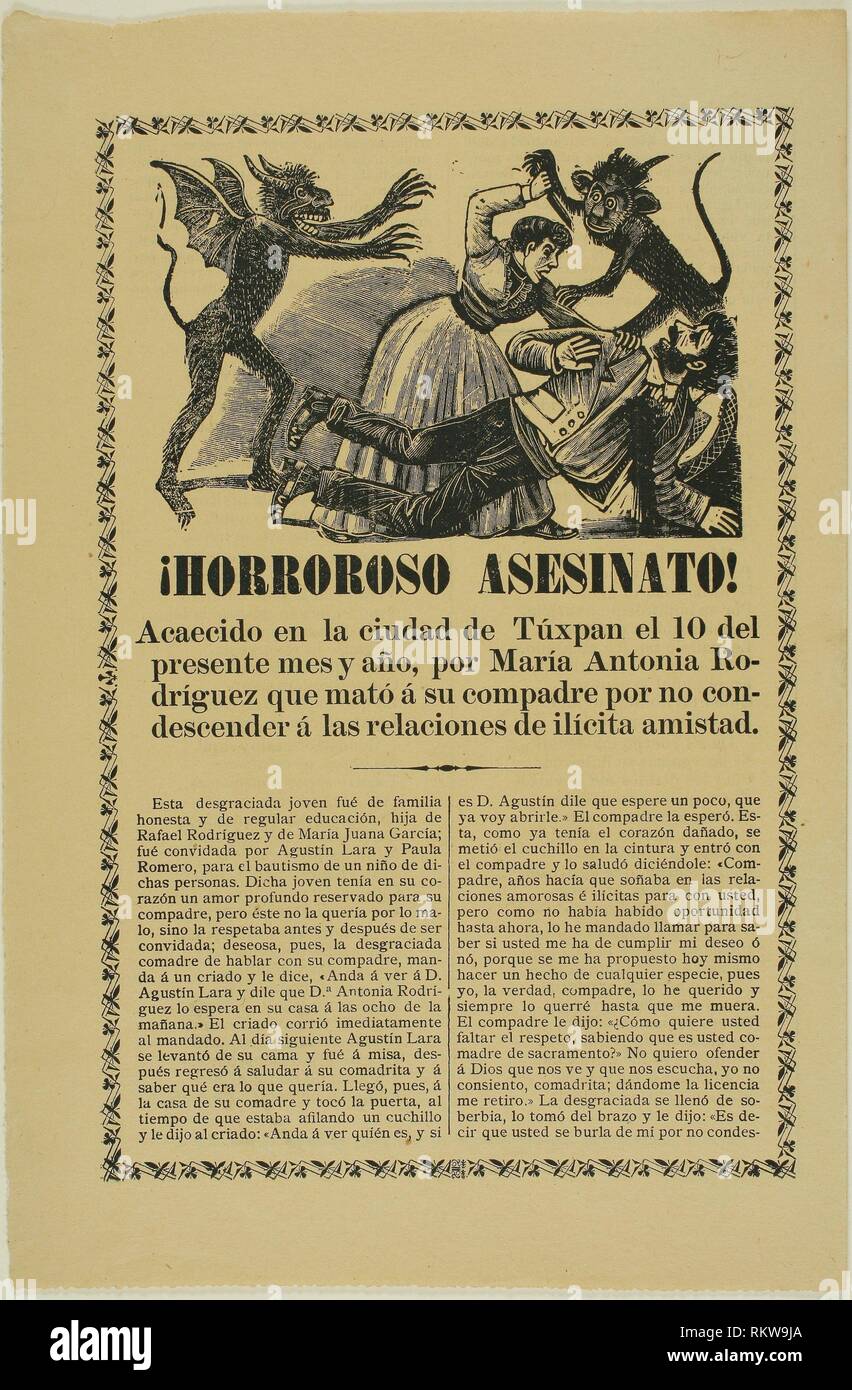 ¡HORROROSO ASESINATO!
Acaecido en la ciudad de Túxpan el 10 del
presente mes y año, por María Antonia Ro-
dríguez que mató á su compadre por no con-
descender á las relaciones de ilícita amistad.
Esta desgraciada joven fué de familia
honesta y de regular educación, hija de
Rafael Rodríguez y de María Juana García;
fué convidada por Agustín Lara y Paula
Romero, para el bautismo de un niño de di-
chas personas. Dicha joven tenía en su co-
razón un amor profundo reservado para su
compadre, pero éste no la quería por lo ma-
lo, sino la respetaba antes y después de ser
convidada; deseosa, pues, la desgraciada
comadre de hablar con su compadre, man-
da á un criado y le dice, «Anda á ver á D.
Agustín Lara y dile que D.ª Antonia Rodrí-
guez lo espera en su casa á las ocho de la
mañana.» El criado corrió imediatamente
al mandado. Al día siguiente Agustín Lara
se levantó de su cama y fué á misa, des-
pués regresó á saludar á su comadrita y á
saber qué era lo que quería. Llegó, pues, á
la casa de su comadre y tocó la puerta, al
tiempo de que estaba afilando un cuchillo
y le dijo al criado: «Anda á ver quién es, y si
es D. Agustín dile que espere un poco, que
ya voy abrirle.» El compadre la esperó. Es-
ta, como ya tenía el corazón dañado, se
metió el cuchillo en la cintura y entró con
el compadre y lo saludó diciéndole: «Com-
padre, años hacía que soñaba en las rela-
ciones amorosas é ilícitas para con usted,
pero como no había habido oportunidad
hasta ahora, lo he mandado llamar para sa-
ber si usted me ha de cumplir mi deseo ó
nó, porque se me ha propuesto hoy mismo
hacer un hecho de cualquier especie, pues
yo, la verdad, compadre, lo he querido y
siempre lo querré hasta que me muera.
El compadre le dijo: «¿Cómo quiere usted
faltar el respeto, sabiendo que es usted co-
madre de sacramento?» No quiero ofender
á Dios que nos ve y que nos escucha, yo no
consiento, comadrita; dándome la licencia
me retiro.» La desgraciada se llenó de so-
berbia, lo tomó del brazo y le dijo: «Es de-
cir que usted se burla de mí por no condes-
alamy
alamy
Image ID: RKW9JA
www.alamy.com